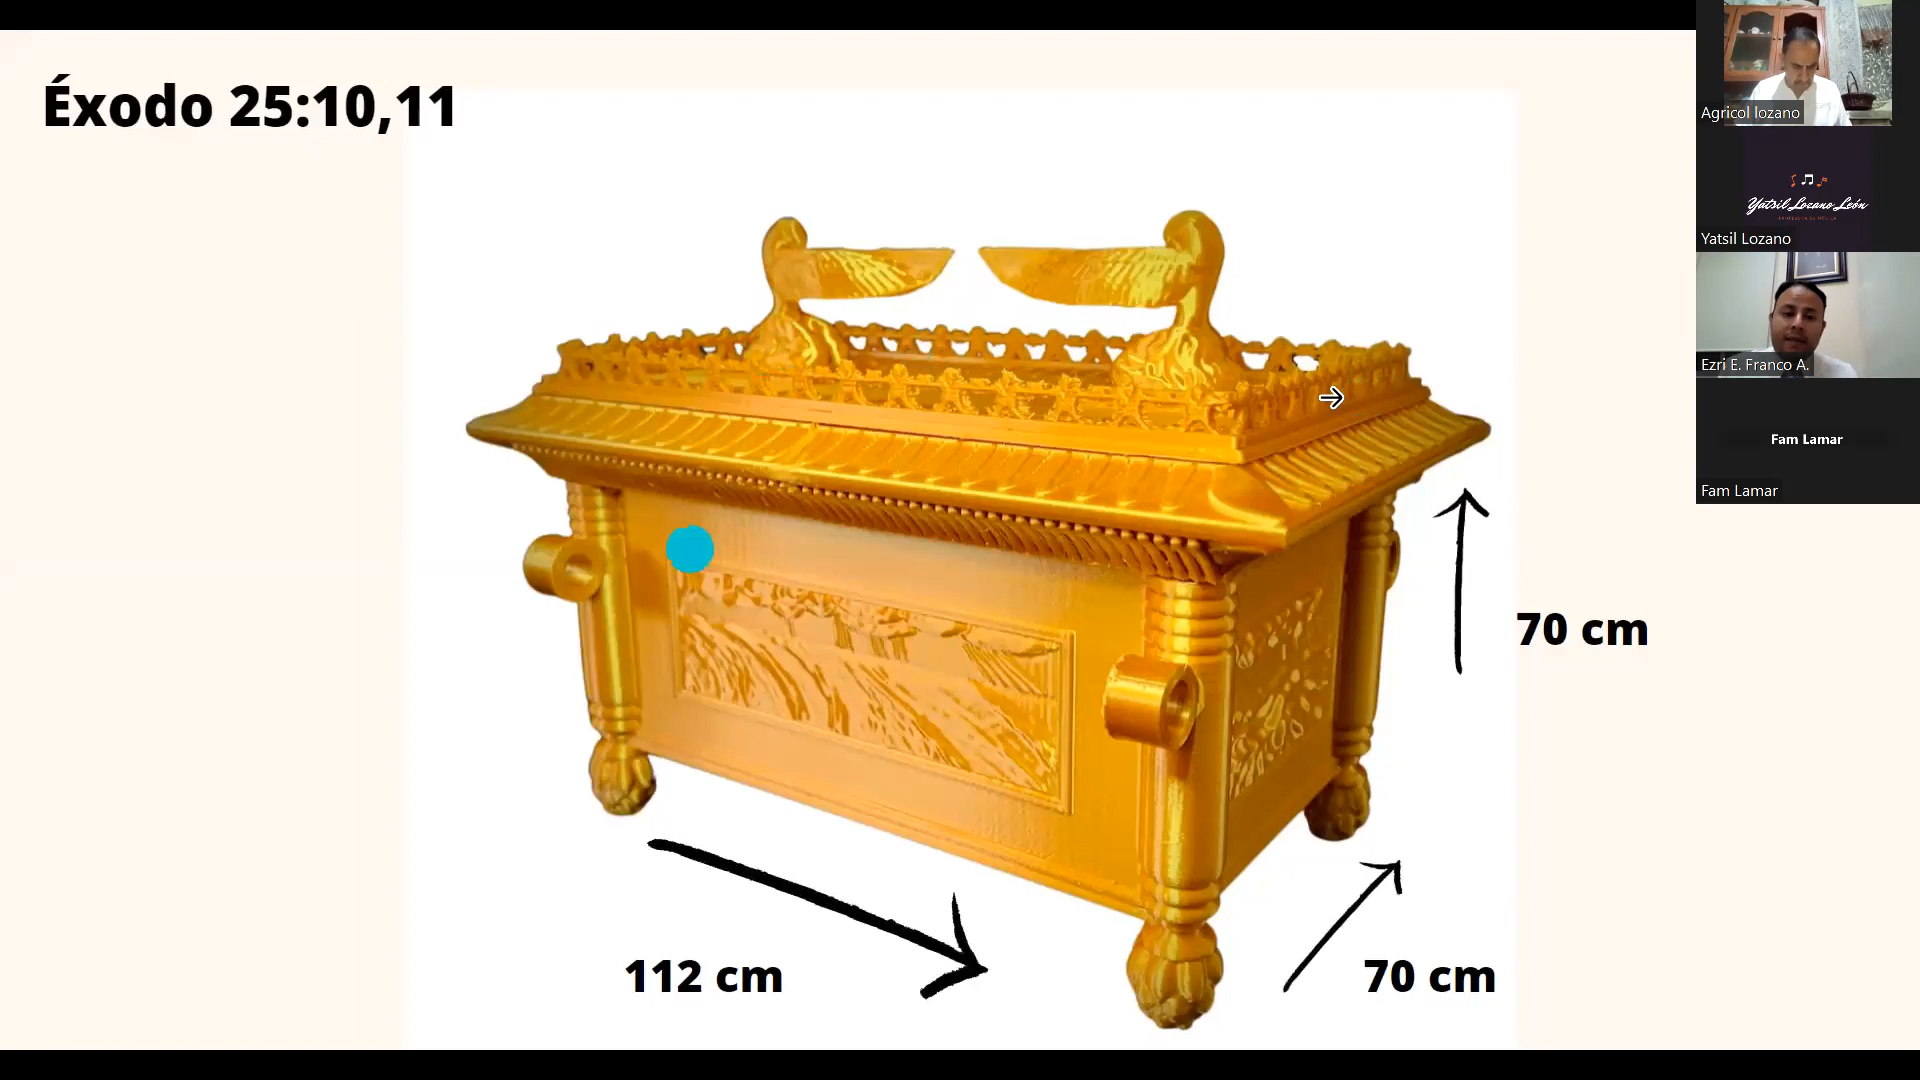 Éxodo 25:10,11
70 cm
112 cm
70 cm
Agricol lozano
Yatsil Lozano León
Yatsil Lozano
Ezri E. Franco A.
Fam Lamar
Fam Lamar